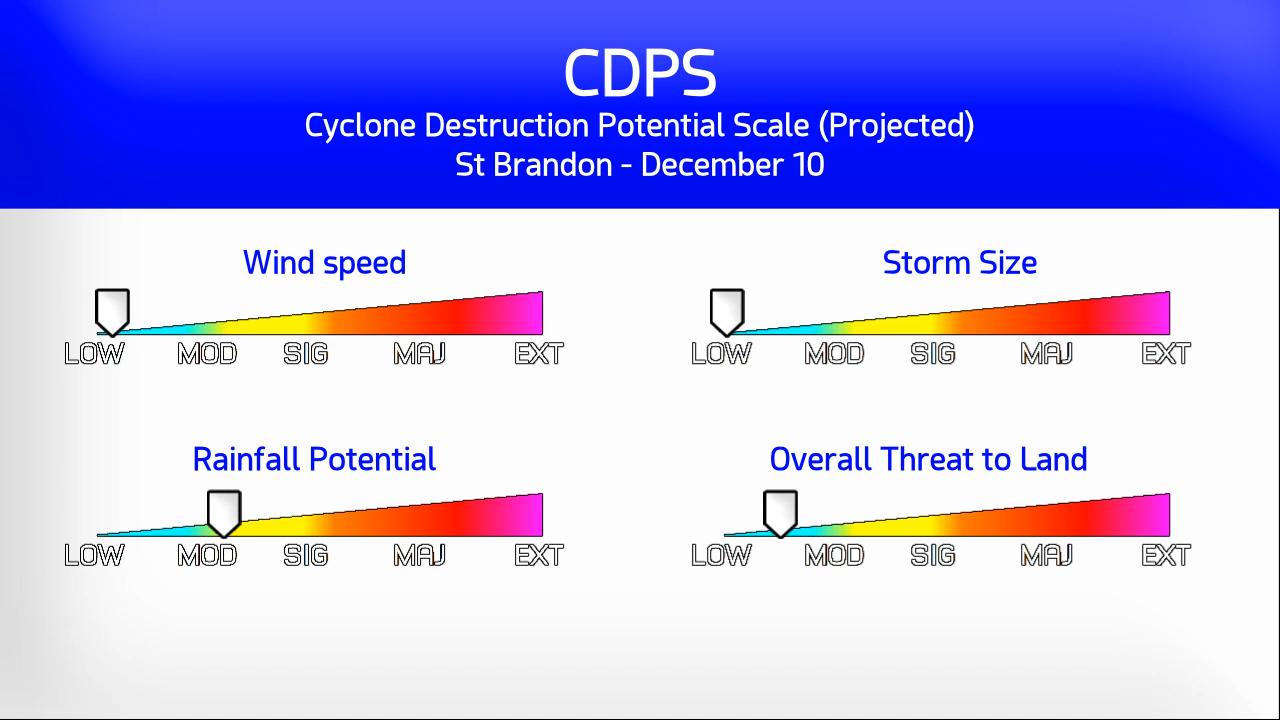 CDPS
Cyclone Destruction Potential Scale (Projected)
St Brandon - December 10
Wind speed
LOW MOD SIG MAJ EXT
Storm Size
LOW MOD SIG MAJ EXT
Rainfall Potential
LOW MOD SIG MAJ EXT
Overall Threat to Land
LOW MOD SIG MAJ EXT